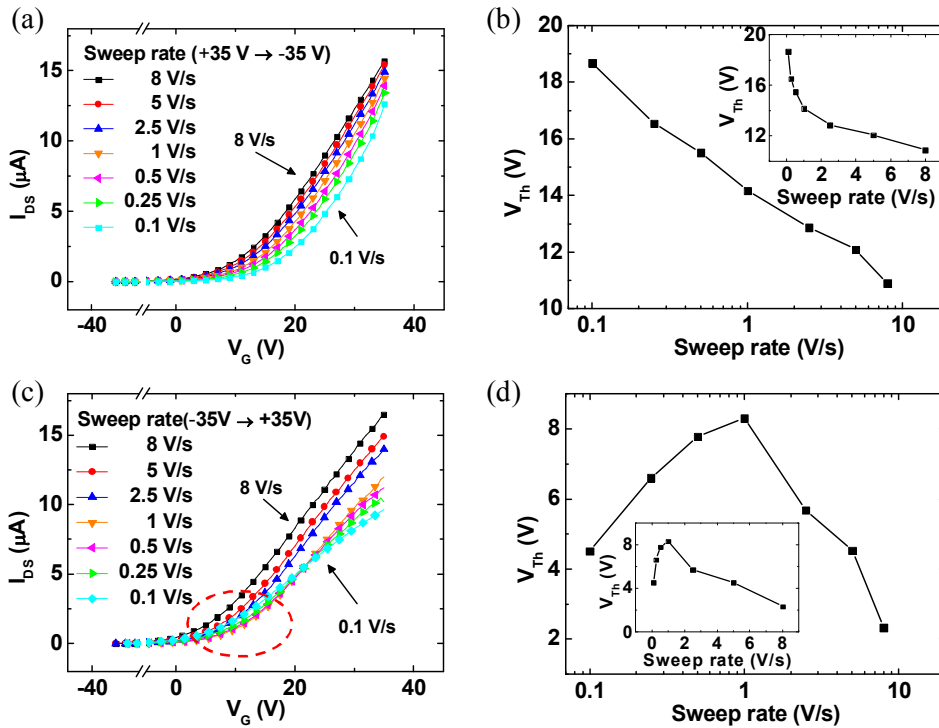 (a)
Sweep rate (+35 V → -35 V)
8 V/s
5 V/s
2.5 V/s
1 V/s
0.5 V/s
0.25 V/s
0.1 V/s
8 V/s
0.1 V/s
15
10
5
0
I_DS (μA)
-40
0
20
40
V_G (V)
(b)
20
18
16
14
12
10
V_Th (V)
0.1
1
10
Sweep rate (V/s)
20
16
12
V_Th (V)
0
2
4
6
8
Sweep rate (V/s)
(c)
Sweep rate(-35V → +35V)
8 V/s
5 V/s
2.5 V/s
1 V/s
0.5 V/s
0.25 V/s
0.1 V/s
8 V/s
0.1 V/s
15
10
5
0
I_DS (μA)
-40
0
20
40
V_G (V)
(d)
8
6
4
2
V_Th (V)
0.1
1
10
Sweep rate (V/s)
8
4
0
V_Th (V)
0
2
4
6
8
Sweep rate (V/s)